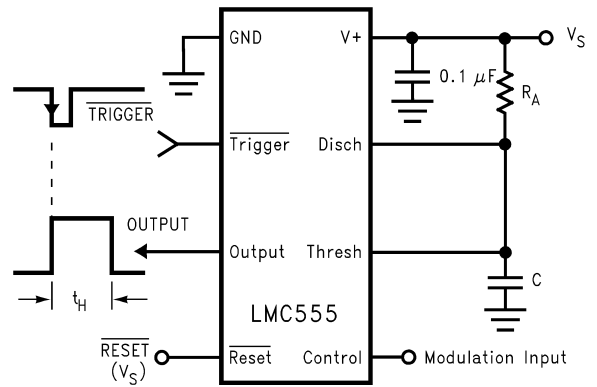 GND
V+
V_S
0.1 μF
R_A
TRIGGER
Trigger
Disch
OUTPUT
Output
Thresh
t_H
C
LMC555
RESET
(V_S)
Reset
Control
Modulation Input